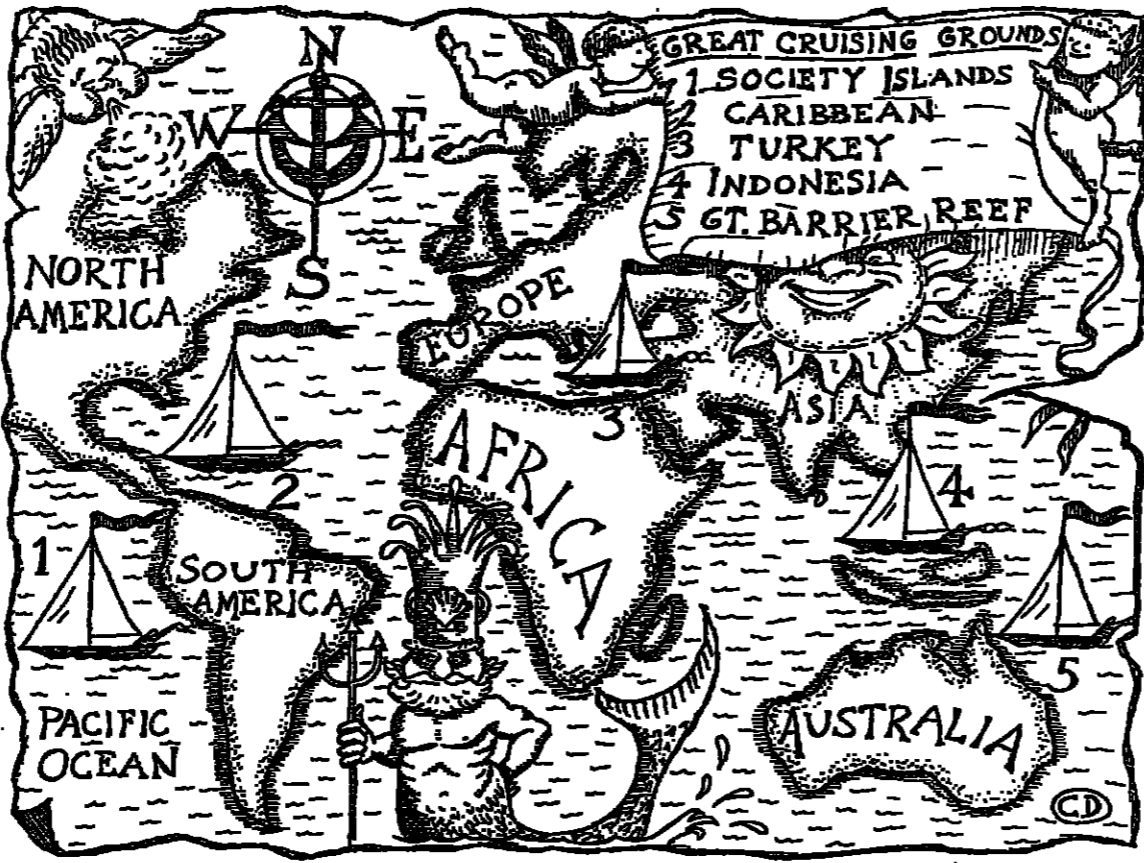 N
W E
S
GREAT CRUISING GROUNDS
1 SOCIETY ISLANDS
2 CARIBBEAN
3 TURKEY
4 INDONESIA
5 GT. BARRIER REEF
NORTH
AMERICA
EUROPE
ASIA
3
AFRICA
2
4
1
SOUTH
AMERICA
5
PACIFIC
OCEAN
AUSTRALIA
CD